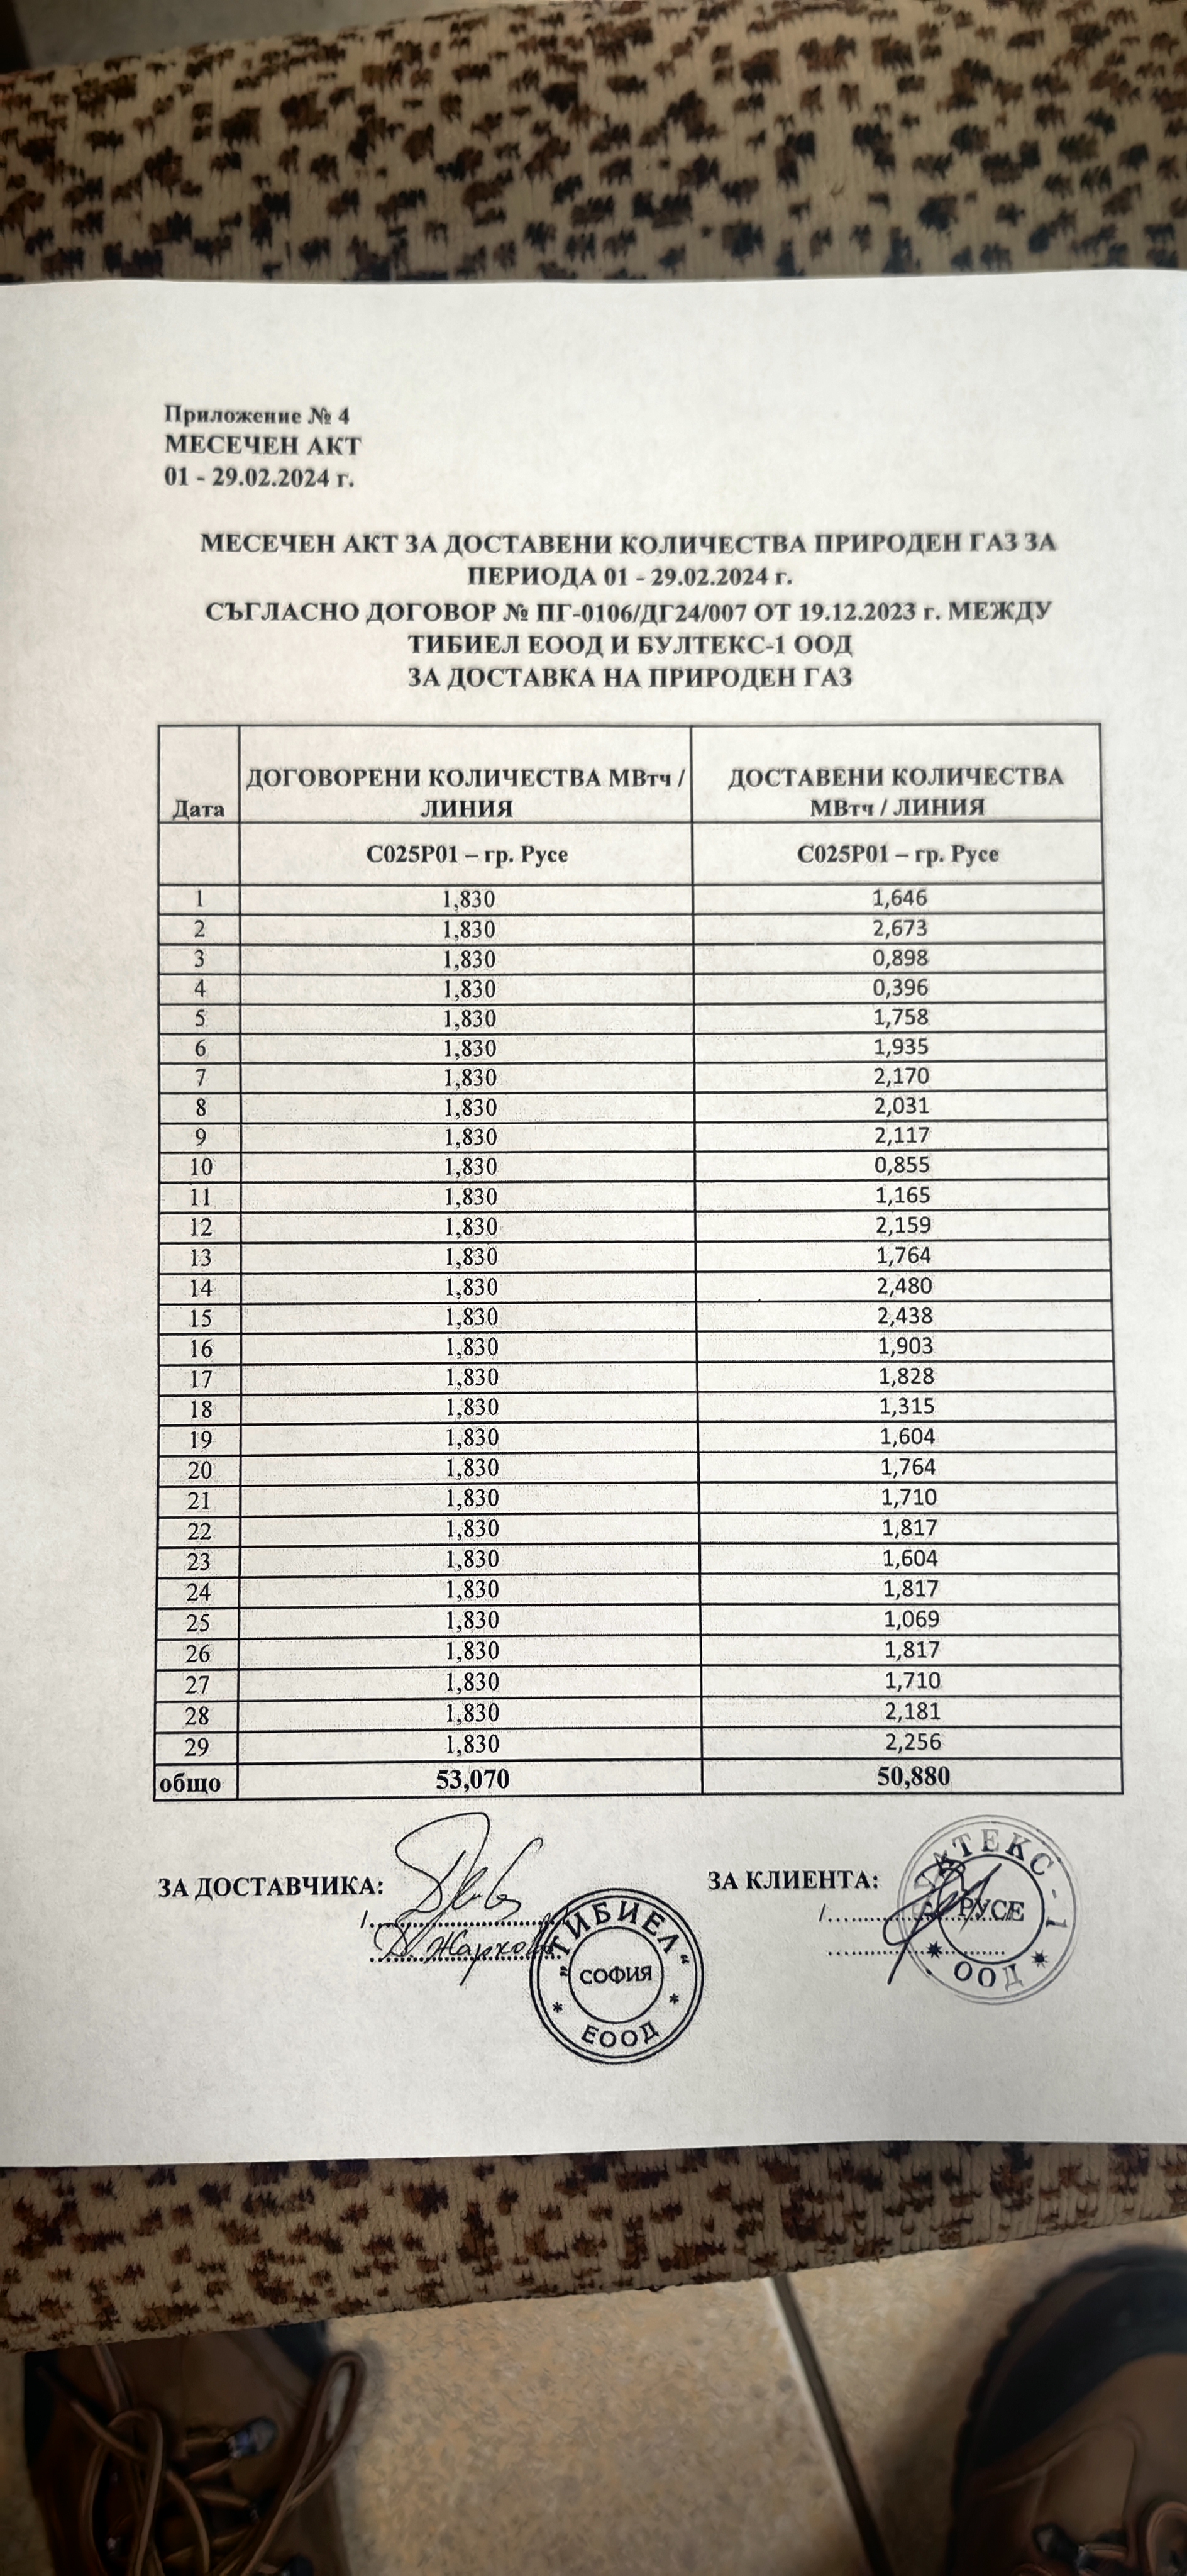 Приложение № 4
МЕСЕЧЕН АКТ
01 - 29.02.2024 г.
МЕСЕЧЕН АКТ ЗА ДОСТАВЕНИ КОЛИЧЕСТВА ПРИРОДЕН ГАЗ ЗА
ПЕРИОДА 01 - 29.02.2024 г.
СЪГЛАСНО ДОГОВОР № ПГ-0106/ДГ24/007 ОТ 19.12.2023 г. МЕЖДУ
ТИБИЕЛ ЕООД И БУЛТЕКС-1 ООД
ЗА ДОСТАВКА НА ПРИРОДЕН ГАЗ
Дата ДОГОВОРЕНИ КОЛИЧЕСТВА МВтч / ЛИНИЯ ДОСТАВЕНИ КОЛИЧЕСТВА МВтч / ЛИНИЯ
С025Р01 – гр. Русе С025Р01 – гр. Русе
1 1,830 1,646
2 1,830 2,673
3 1,830 0,898
4 1,830 0,396
5 1,830 1,758
6 1,830 1,935
7 1,830 2,170
8 1,830 2,031
9 1,830 2,117
10 1,830 0,855
11 1,830 1,165
12 1,830 2,159
13 1,830 1,764
14 1,830 2,480
15 1,830 2,438
16 1,830 1,903
17 1,830 1,828
18 1,830 1,315
19 1,830 1,604
20 1,830 1,764
21 1,830 1,710
22 1,830 1,817
23 1,830 1,604
24 1,830 1,817
25 1,830 1,069
26 1,830 1,817
27 1,830 1,710
28 1,830 2,181
29 1,830 2,256
общо 53,070 50,880
ЗА ДОСТАВЧИКА: ЗА КЛИЕНТА:
"ТИБИЕЛ"
СОФИЯ
ЕООД
РУСЕ
ООД